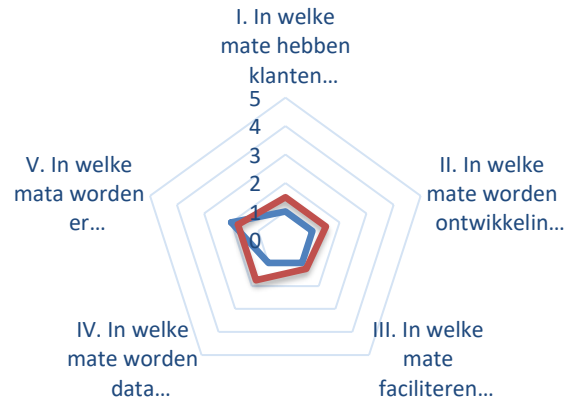 I. In welke
mate hebben
klanten...
II. In welke
mate worden
ontwikkelin...
III. In welke
mate
faciliteren...
IV. In welke
mate worden
data...
V. In welke
mata worden
er...
5
4
3
2
1
0